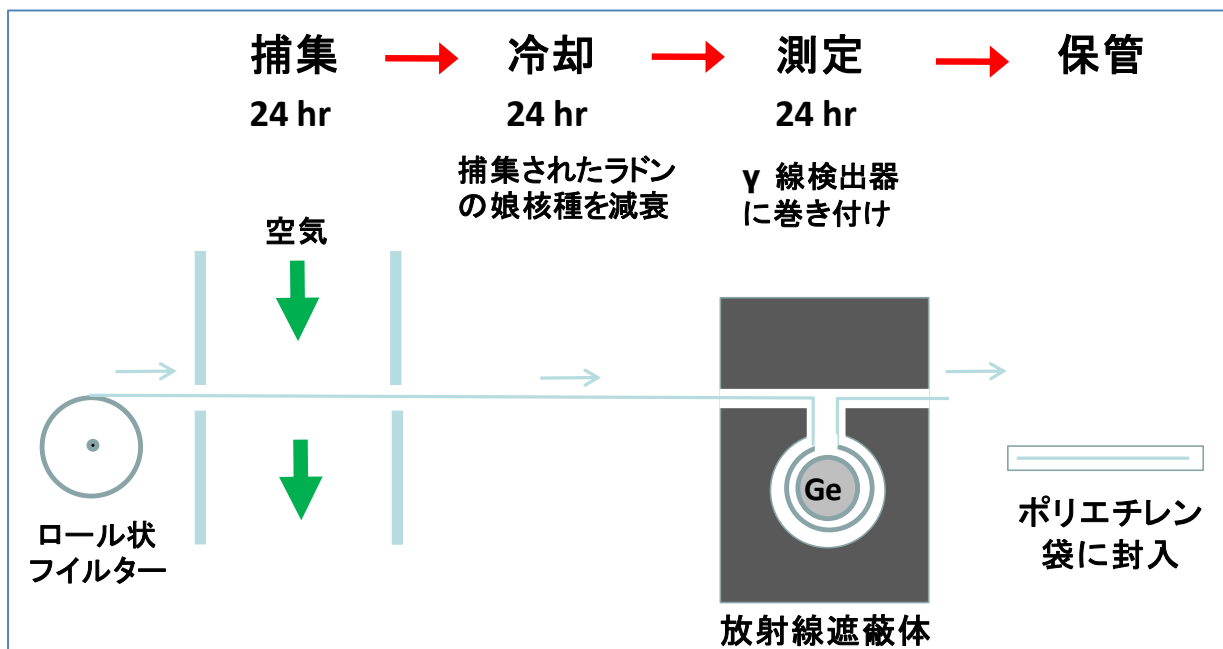 捕集
冷却
測定
保管
24 hr
24 hr
24 hr
捕集されたラドン
の娘核種を減衰
γ 線検出器
に巻き付け
空気
Ge
ロール状
フイルター
ポリエチレン
袋に封入
放射線遮蔽体